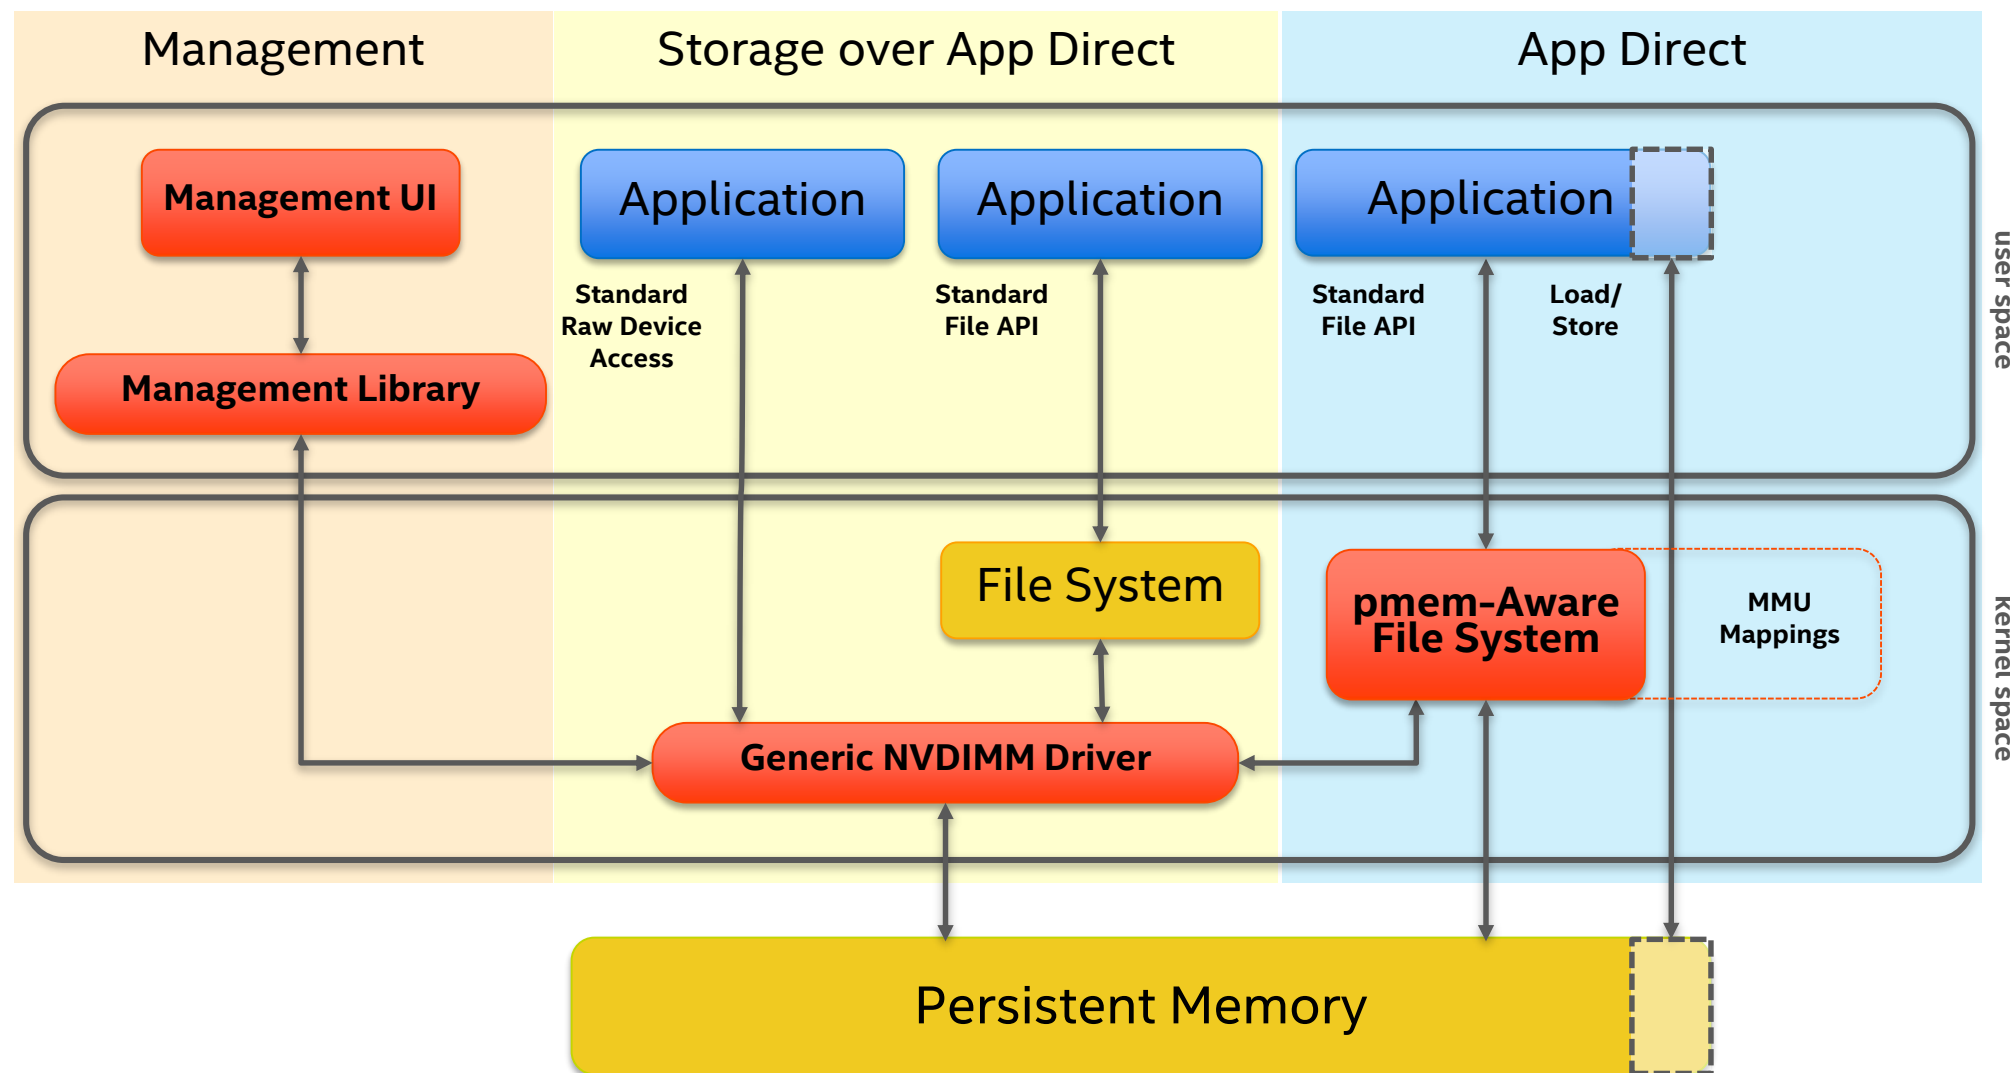 Management
Storage over App Direct
App Direct
Management UI
Application
Application
Application
Standard
Raw Device
Access
Standard
File API
Standard
File API
Load/
Store
user space
Management Library
File System
pmem-Aware
File System
MMU
Mappings
Kernel space
Generic NVDIMM Driver
Persistent Memory